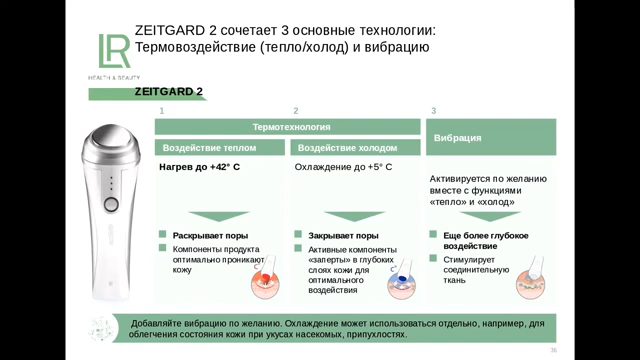 ZEITGARD 2 сочетает 3 основные технологии:
Термовоздействие (тепло/холод) и вибрацию
LR
HEALTH & BEAUTY
ZEITGARD 2
1
2
3
Термотехнология
Вибрация
Воздействие теплом
Воздействие холодом
Нагрев до +42° C
Охлаждение до +5° C
Активируется по желанию
вместе с функциями
«тепло» и «холод»
Раскрывает поры
Компоненты продукта
оптимально проникают в
кожу
Закрывает поры
Активные компоненты
«заперты» в глубоких
слоях кожи для
оптимального
воздействия
Еще более глубокое
воздействие
Стимулирует
соединительную
ткань
Добавляйте вибрацию по желанию. Охлаждение может использоваться отдельно, например, для
облегчения состояния кожи при укусах насекомых, припухлостях.
36